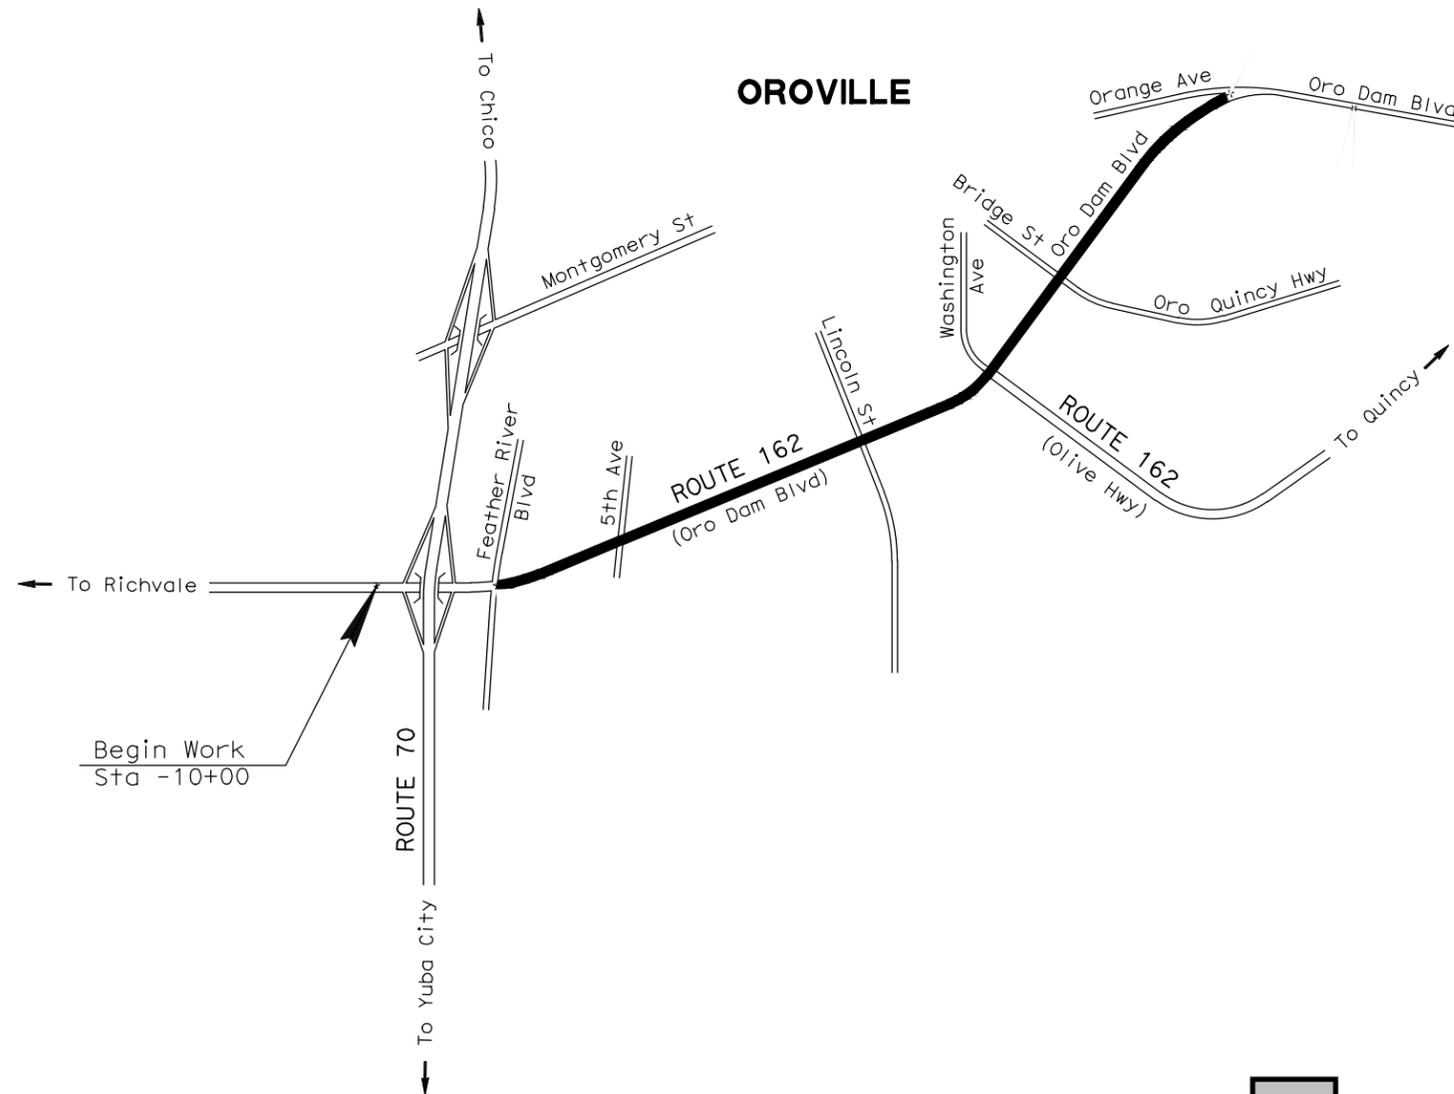 To Chico
OROVILLE
Orange Ave
Oro Dam Blvd
Oro Dam Blvd
Bridge St
Washington
Ave
Montgomery St
Oro Quincy Hwy
Lincoln St
To Quincy
ROUTE 162
(Olive Hwy)
Feather River
Blvd
5th Ave
ROUTE 162
(Oro Dam Blvd)
To Richvale
Begin Work
Sta -10+00
ROUTE 70
To Yuba City